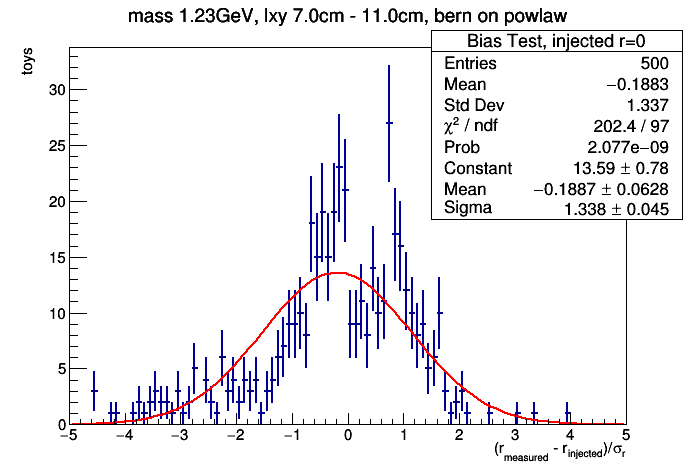 mass 1.23GeV, lxy 7.0cm - 11.0cm, bern on powlaw
Bias Test, injected r=0
Entries 500
Mean −0.1883
Std Dev 1.337
χ² / ndf 202.4 / 97
Prob 2.077e−09
Constant 13.59 ± 0.78
Mean −0.1887 ± 0.0628
Sigma 1.338 ± 0.045
toys
30
25
20
15
10
5
0
−5 −4 −3 −2 −1 0 1 2 3 4 5
(r_measured - r_injected)/σ_r